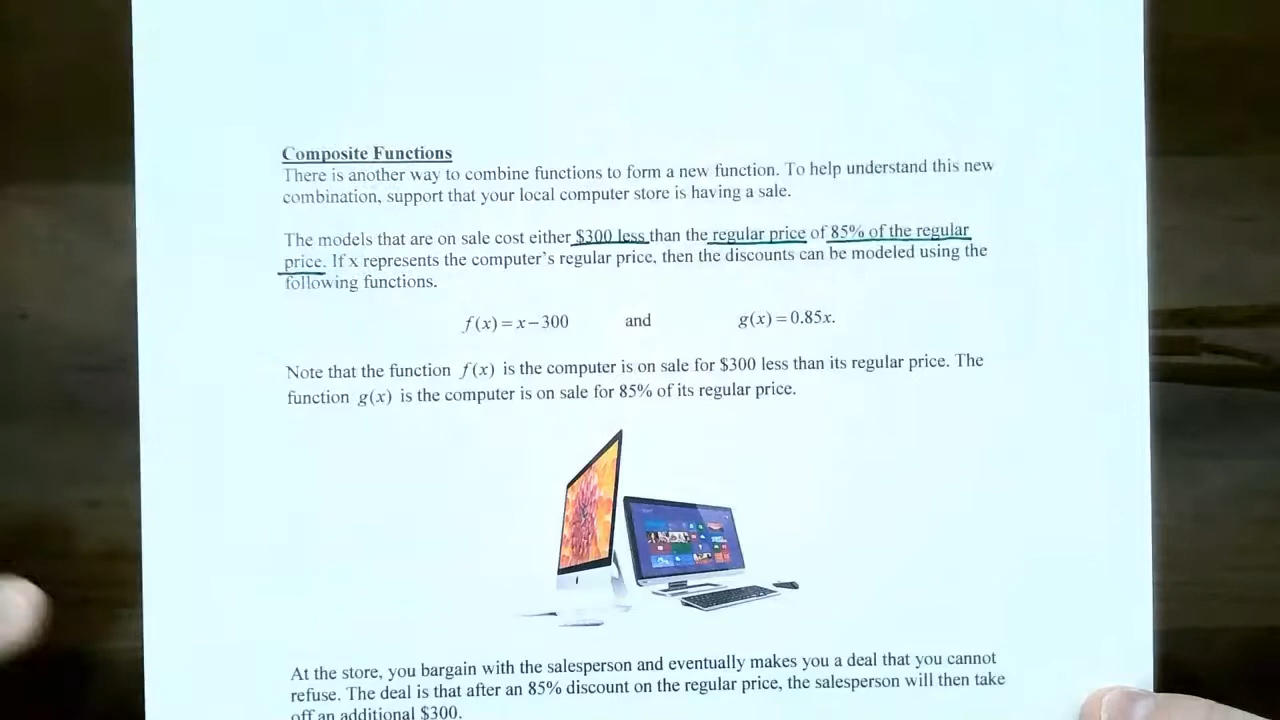 Composite Functions
There is another way to combine functions to form a new function. To help understand this new
combination, support that your local computer store is having a sale.
The models that are on sale cost either $300 less than the regular price of 85% of the regular
price. If x represents the computer's regular price, then the discounts can be modeled using the
following functions.
f(x) = x − 300 and g(x) = 0.85x.
Note that the function f(x) is the computer is on sale for $300 less than its regular price. The
function g(x) is the computer is on sale for 85% of its regular price.
At the store, you bargain with the salesperson and eventually makes you a deal that you cannot
refuse. The deal is that after an 85% discount on the regular price, the salesperson will then take
off an additional $300.